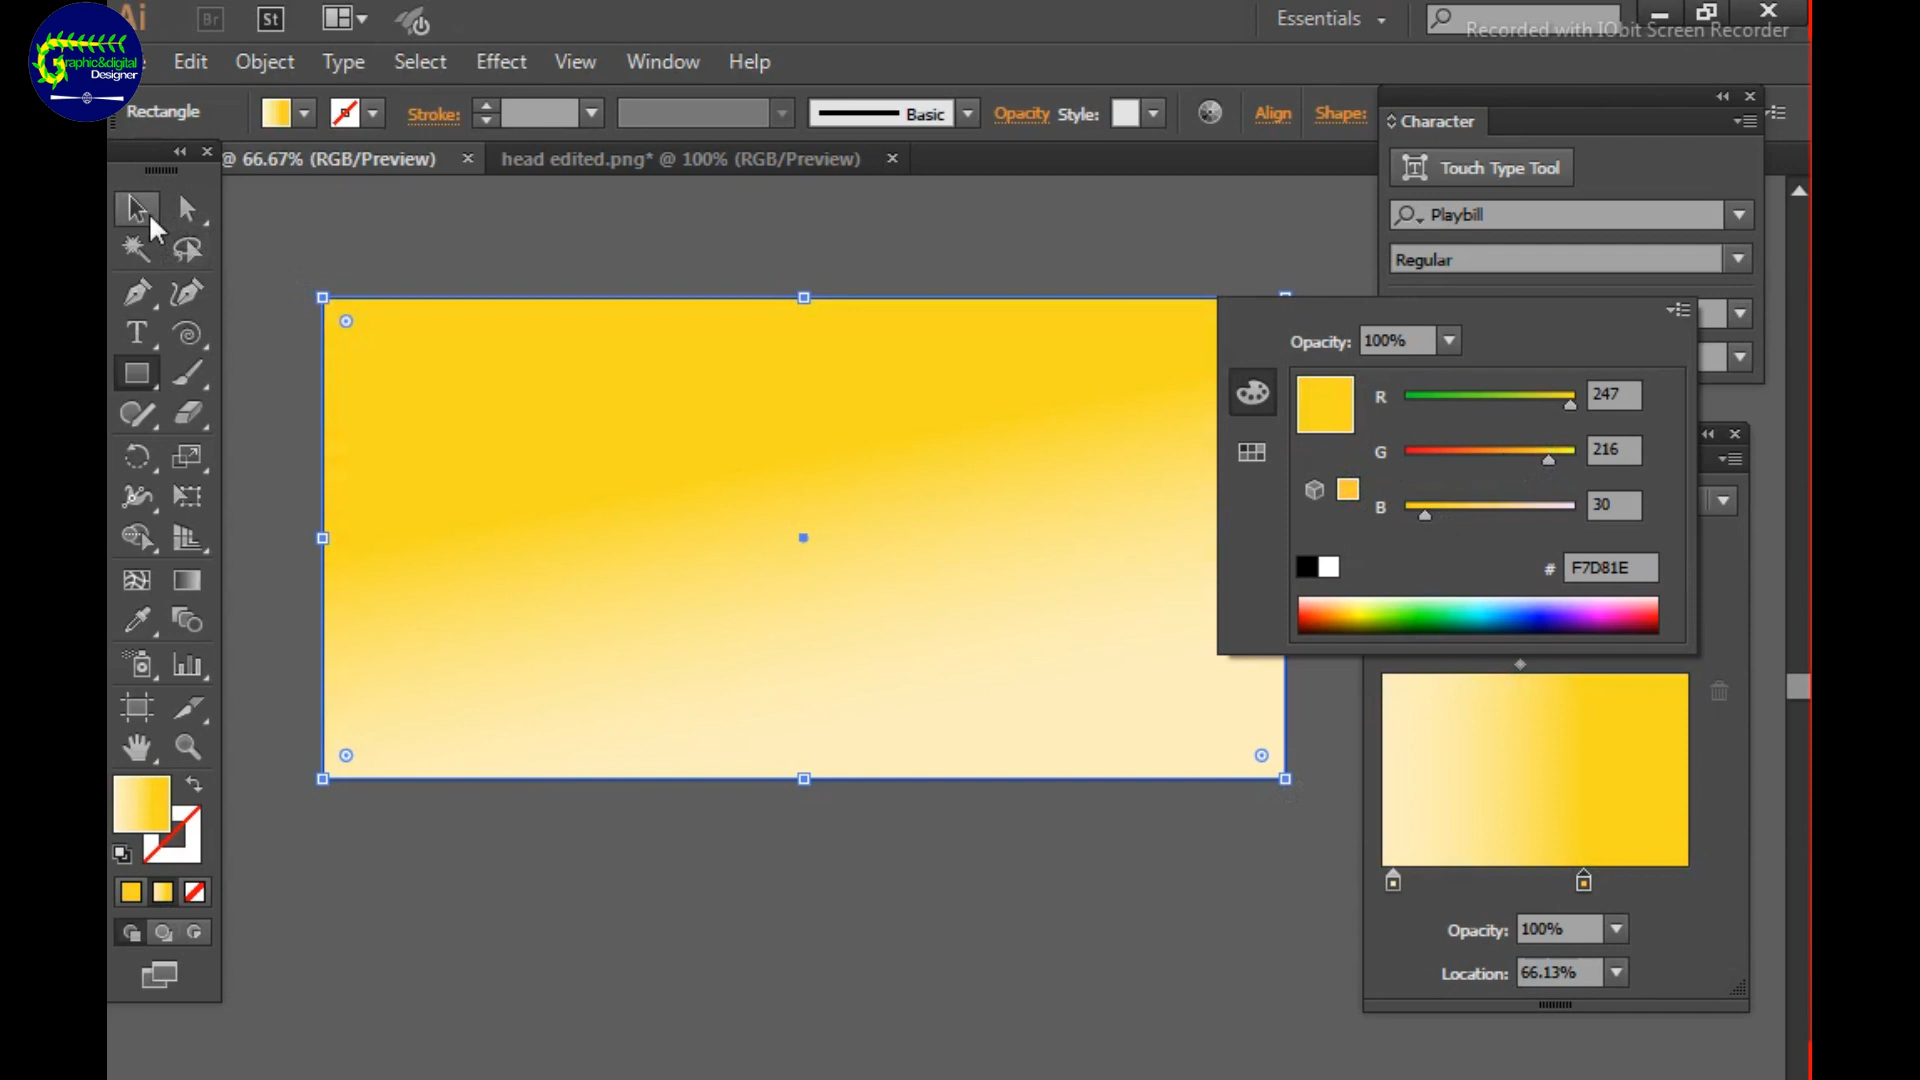 Ai Br St Essentials
Recorded with IObit Screen Recorder
Graphic&digital
Designer
Edit Object Type Select Effect View Window Help
Rectangle Stroke: Basic Opacity Style: Align Shape:
@ 66.67% (RGB/Preview) head edited.png* @ 100% (RGB/Preview)
Character
Touch Type Tool
Playbill
Regular
Opacity: 100%
R 247
G 216
B 30
# F7D81E
Opacity: 100%
Location: 66.13%